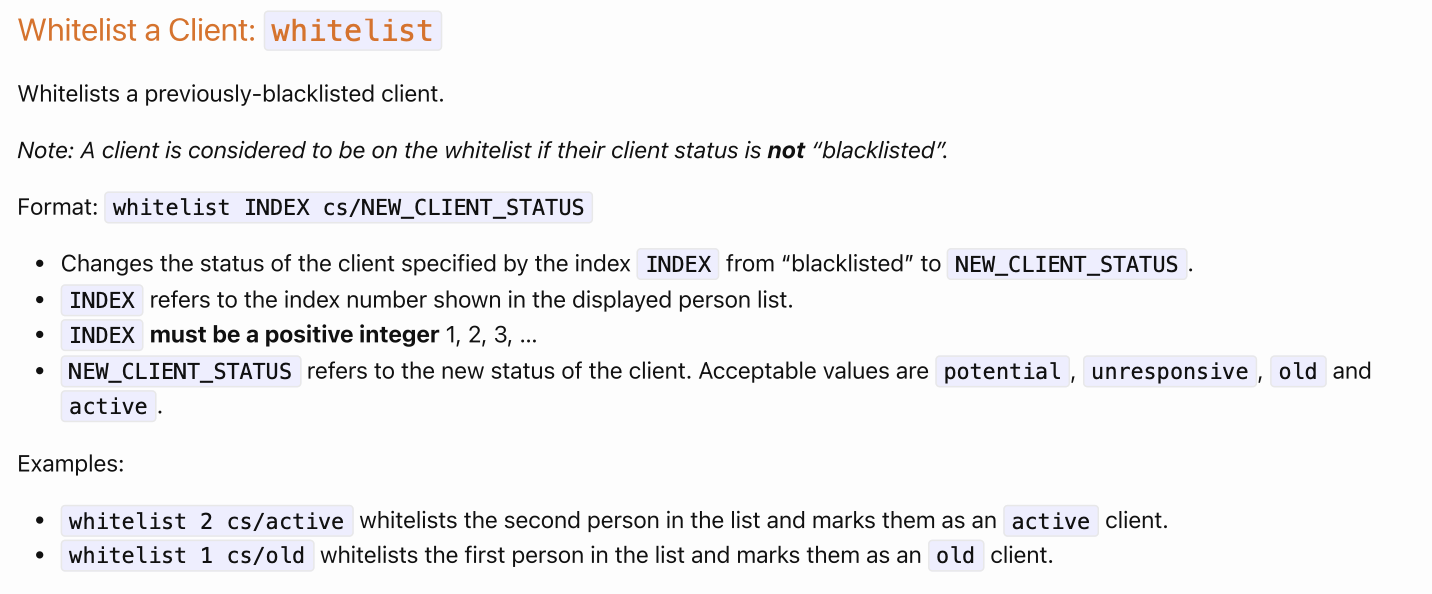 Whitelist a Client: whitelist
Whitelists a previously-blacklisted client.
Note: A client is considered to be on the whitelist if their client status is not “blacklisted”.
Format: whitelist INDEX cs/NEW_CLIENT_STATUS
• Changes the status of the client specified by the index INDEX from “blacklisted” to NEW_CLIENT_STATUS.
• INDEX refers to the index number shown in the displayed person list.
• INDEX must be a positive integer 1, 2, 3, …
• NEW_CLIENT_STATUS refers to the new status of the client. Acceptable values are potential, unresponsive, old and
active.
Examples:
• whitelist 2 cs/active whitelists the second person in the list and marks them as an active client.
• whitelist 1 cs/old whitelists the first person in the list and marks them as an old client.